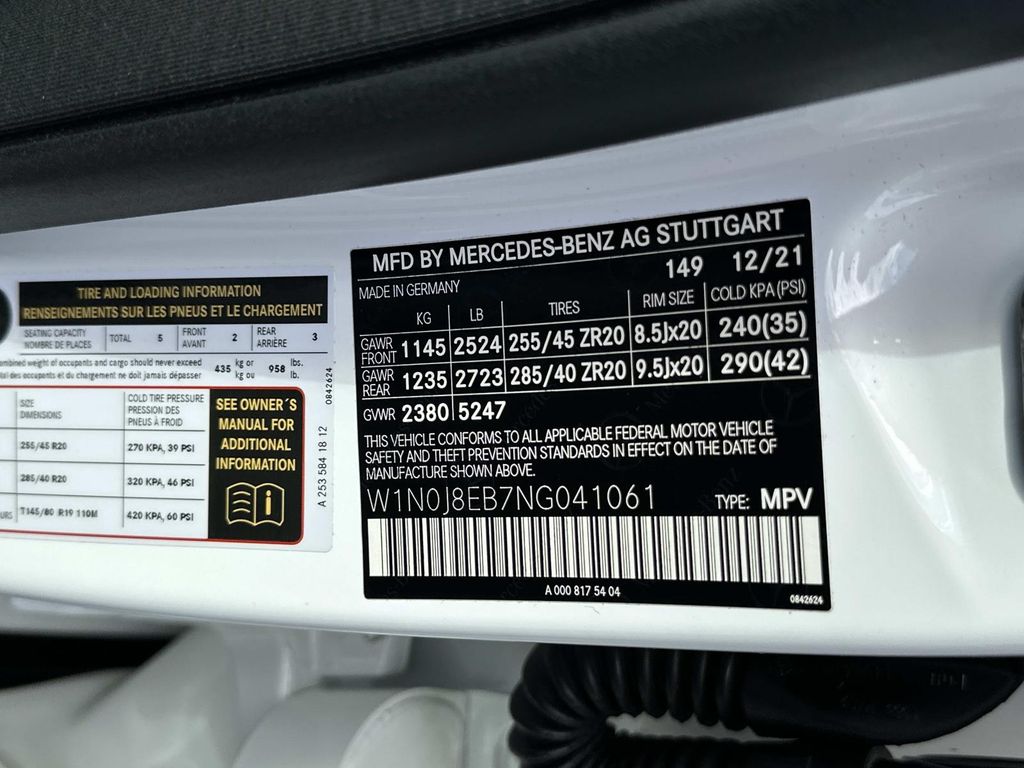 TIRE AND LOADING INFORMATION
RENSEIGNEMENTS SUR LES PNEUS ET LE CHARGEMENT
SEATING CAPACITY
NOMBRE DE PLACES
TOTAL 5
FRONT
AVANT
2
REAR
ARRIÈRE
3
combined weight of occupants and cargo should never exceed
total des occupants et du chargement ne doit jamais dépasser
435 kg or
kg ou
958 lbs.
lb.
SIZE
DIMENSIONS
COLD TIRE PRESSURE
PRESSION DES
PNEUS À FROID
255/45 R20 270 KPA, 39 PSI
285/40 R20 320 KPA, 46 PSI
T145/80 R19 110M 420 KPA, 60 PSI
SEE OWNER´S
MANUAL FOR
ADDITIONAL
INFORMATION
A 253 584 18 12
0842624
MFD BY MERCEDES-BENZ AG STUTTGART
149 12/21
MADE IN GERMANY
KG LB TIRES RIM SIZE COLD KPA (PSI)
GAWR
FRONT 1145 2524 255/45 ZR20 8.5Jx20 240(35)
GAWR
REAR 1235 2723 285/40 ZR20 9.5Jx20 290(42)
GVWR 2380 5247
THIS VEHICLE CONFORMS TO ALL APPLICABLE FEDERAL MOTOR VEHICLE
SAFETY AND THEFT PREVENTION STANDARDS IN EFFECT ON THE DATE OF
MANUFACTURE SHOWN ABOVE.
W1N0J8EB7NG041061 TYPE: MPV
A 000 817 54 04
0842624